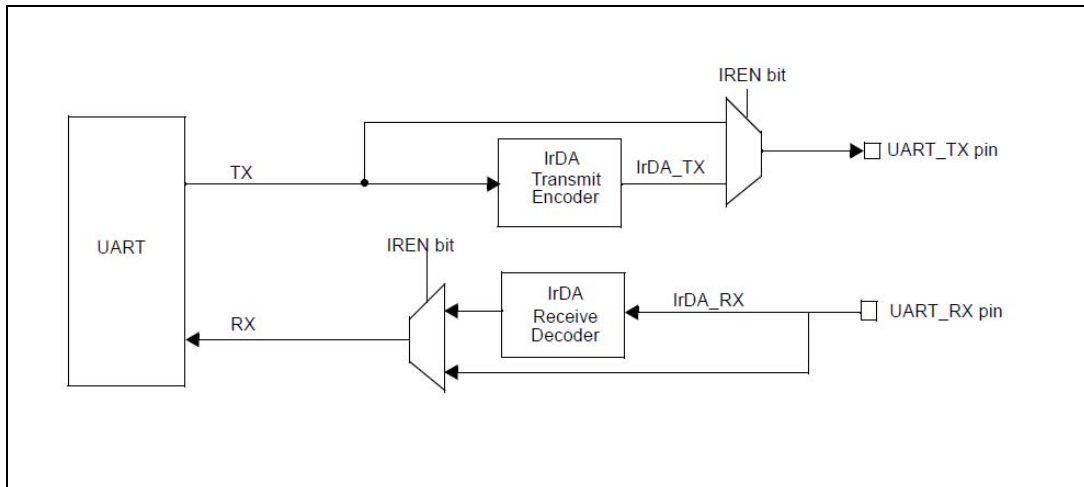 IREN bit
TX
IrDA
Transmit
Encoder
IrDA_TX
UART_TX pin
UART
IREN bit
IrDA
Receive
Decoder
IrDA_RX
UART_RX pin
RX